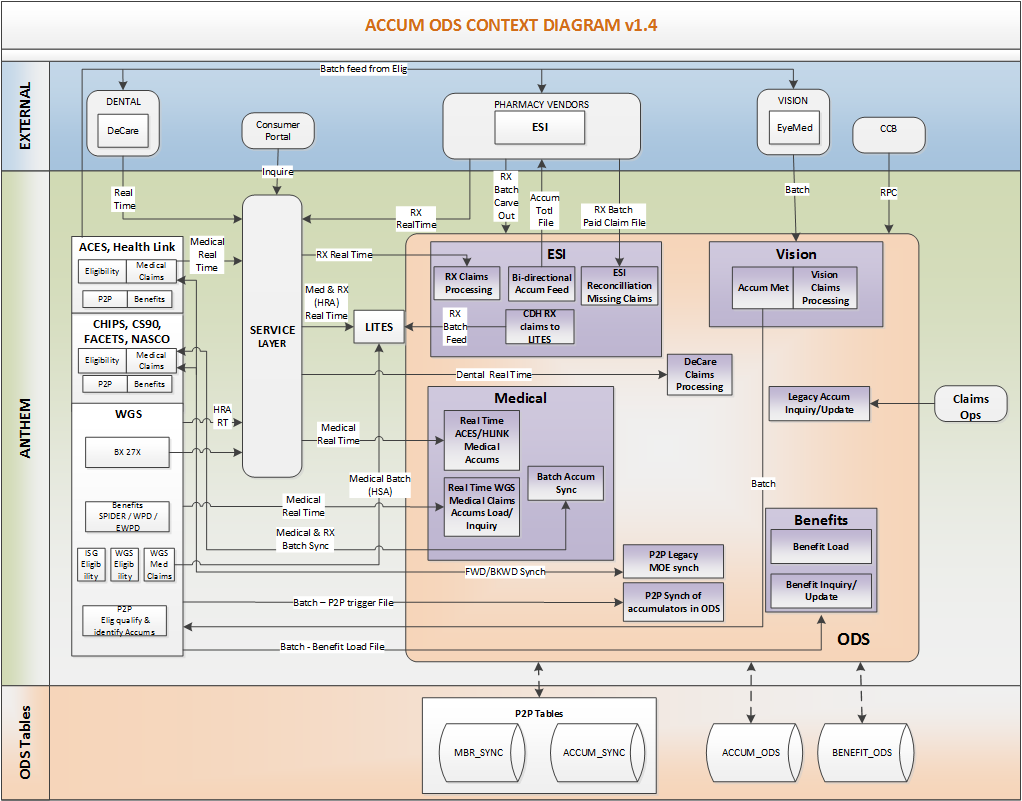 ACCUM ODS CONTEXT DIAGRAM v1.4
EXTERNAL
Batch feed from Elig
DENTAL
DeCare
Consumer
Portal
PHARMACY VENDORS
ESI
VISION
EyeMed
CCB
Inquire
Real
Time
RX
RealTime
RX
Batch
Carve
Out
Accum
Totl
File
RX Batch
Paid Claim File
Batch
RPC
ANTHEM
ACES, Health Link
Eligibility
Medical
Claims
P2P
Benefits
Medical
Real
Time
CHIPS, CS90,
FACETS, NASCO
Eligibility
Medical
Claims
P2P
Benefits
WGS
BX 27X
HRA
RT
Benefits
SPIDER / WPD /
EWPD
ISG
Eligib
ility
WGS
Eligib
ility
WGS
Med
Claims
P2P
Elig qualify &
identify Accums
SERVICE
LAYER
RX Real Time
Med & RX
(HRA)
Real Time
LITES
RX
Batch
Feed
Dental Real Time
Medical
Real Time
Medical Batch
(HSA)
Medical
Real Time
Medical & RX
Batch Sync
FWD/BKWD Synch
Batch – P2P trigger File
Batch - Benefit Load File
ESI
RX Claims
Processing
Bi-directional
Accum Feed
ESI
Reconcilliation
Missing Claims
CDH RX
claims to
LITES
Vision
Accum Met
Vision
Claims
Processing
DeCare
Claims
Processing
Legacy Accum
Inquiry/Update
Claims
Ops
Medical
Real Time
ACES/HLINK
Medical
Accums
Real Time WGS
Medical Claims
Accums Load/
Inquiry
Batch Accum
Sync
Batch
P2P Legacy
MOE synch
P2P Synch of
accumulators in ODS
Benefits
Benefit Load
Benefit Inquiry/
Update
ODS
ODS Tables
P2P Tables
MBR_SYNC
ACCUM_SYNC
ACCUM_ODS
BENEFIT_ODS